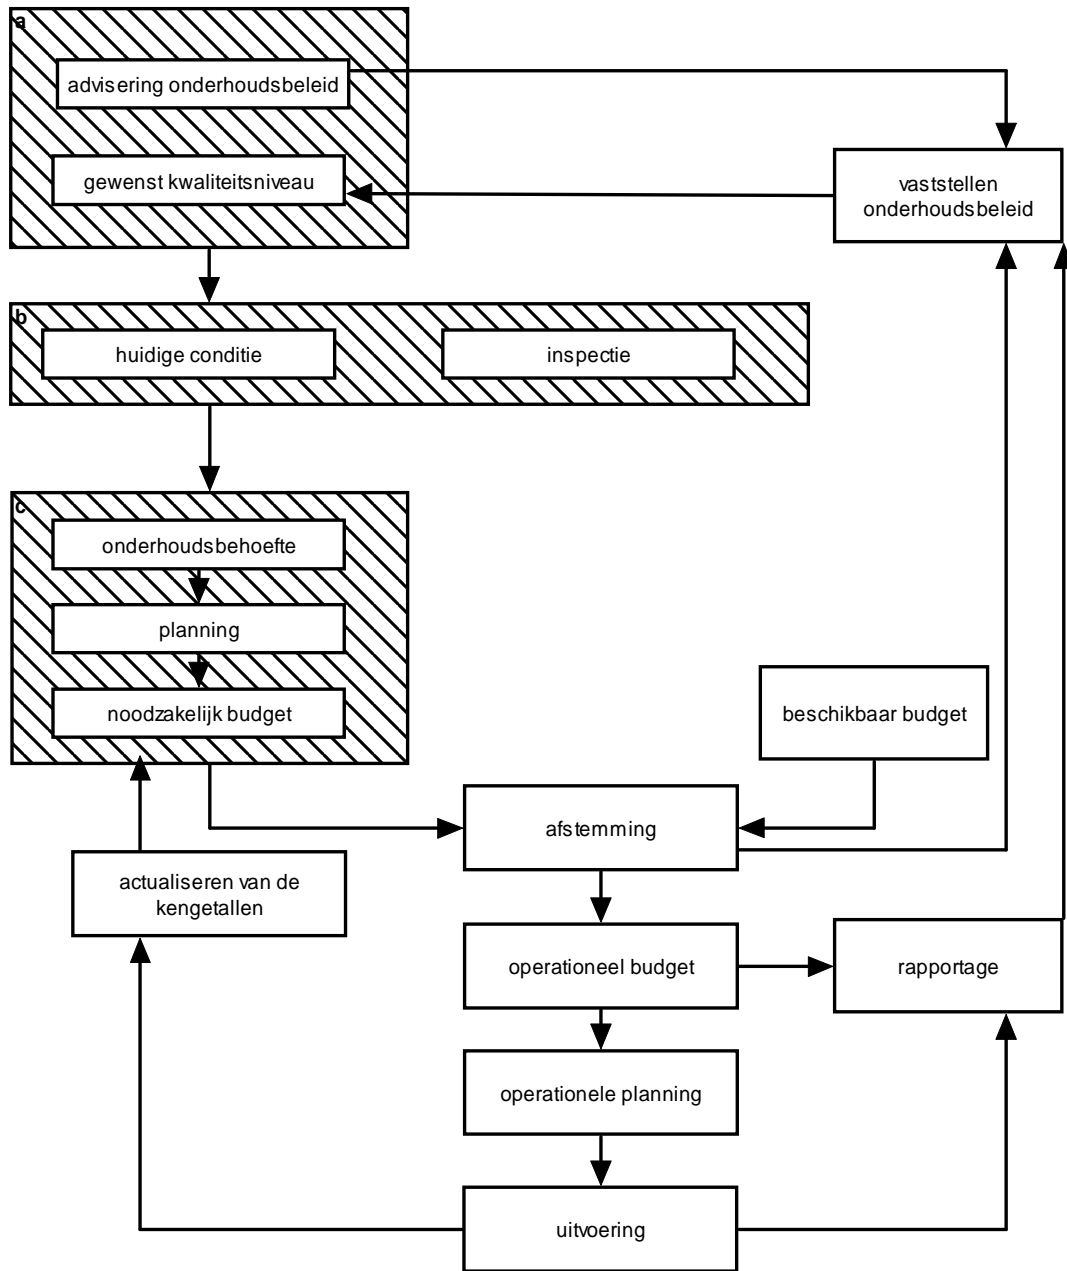 a
advisering onderhoudsbeleid
gewenst kwaliteitsniveau
vaststellen
onderhoudsbeleid
b
huidige conditie
inspectie
c
onderhoudsbehoefte
planning
noodzakelijk budget
beschikbaar budget
afstemming
actualiseren van de
kengetallen
operationeel budget
rapportage
operationele planning
uitvoering